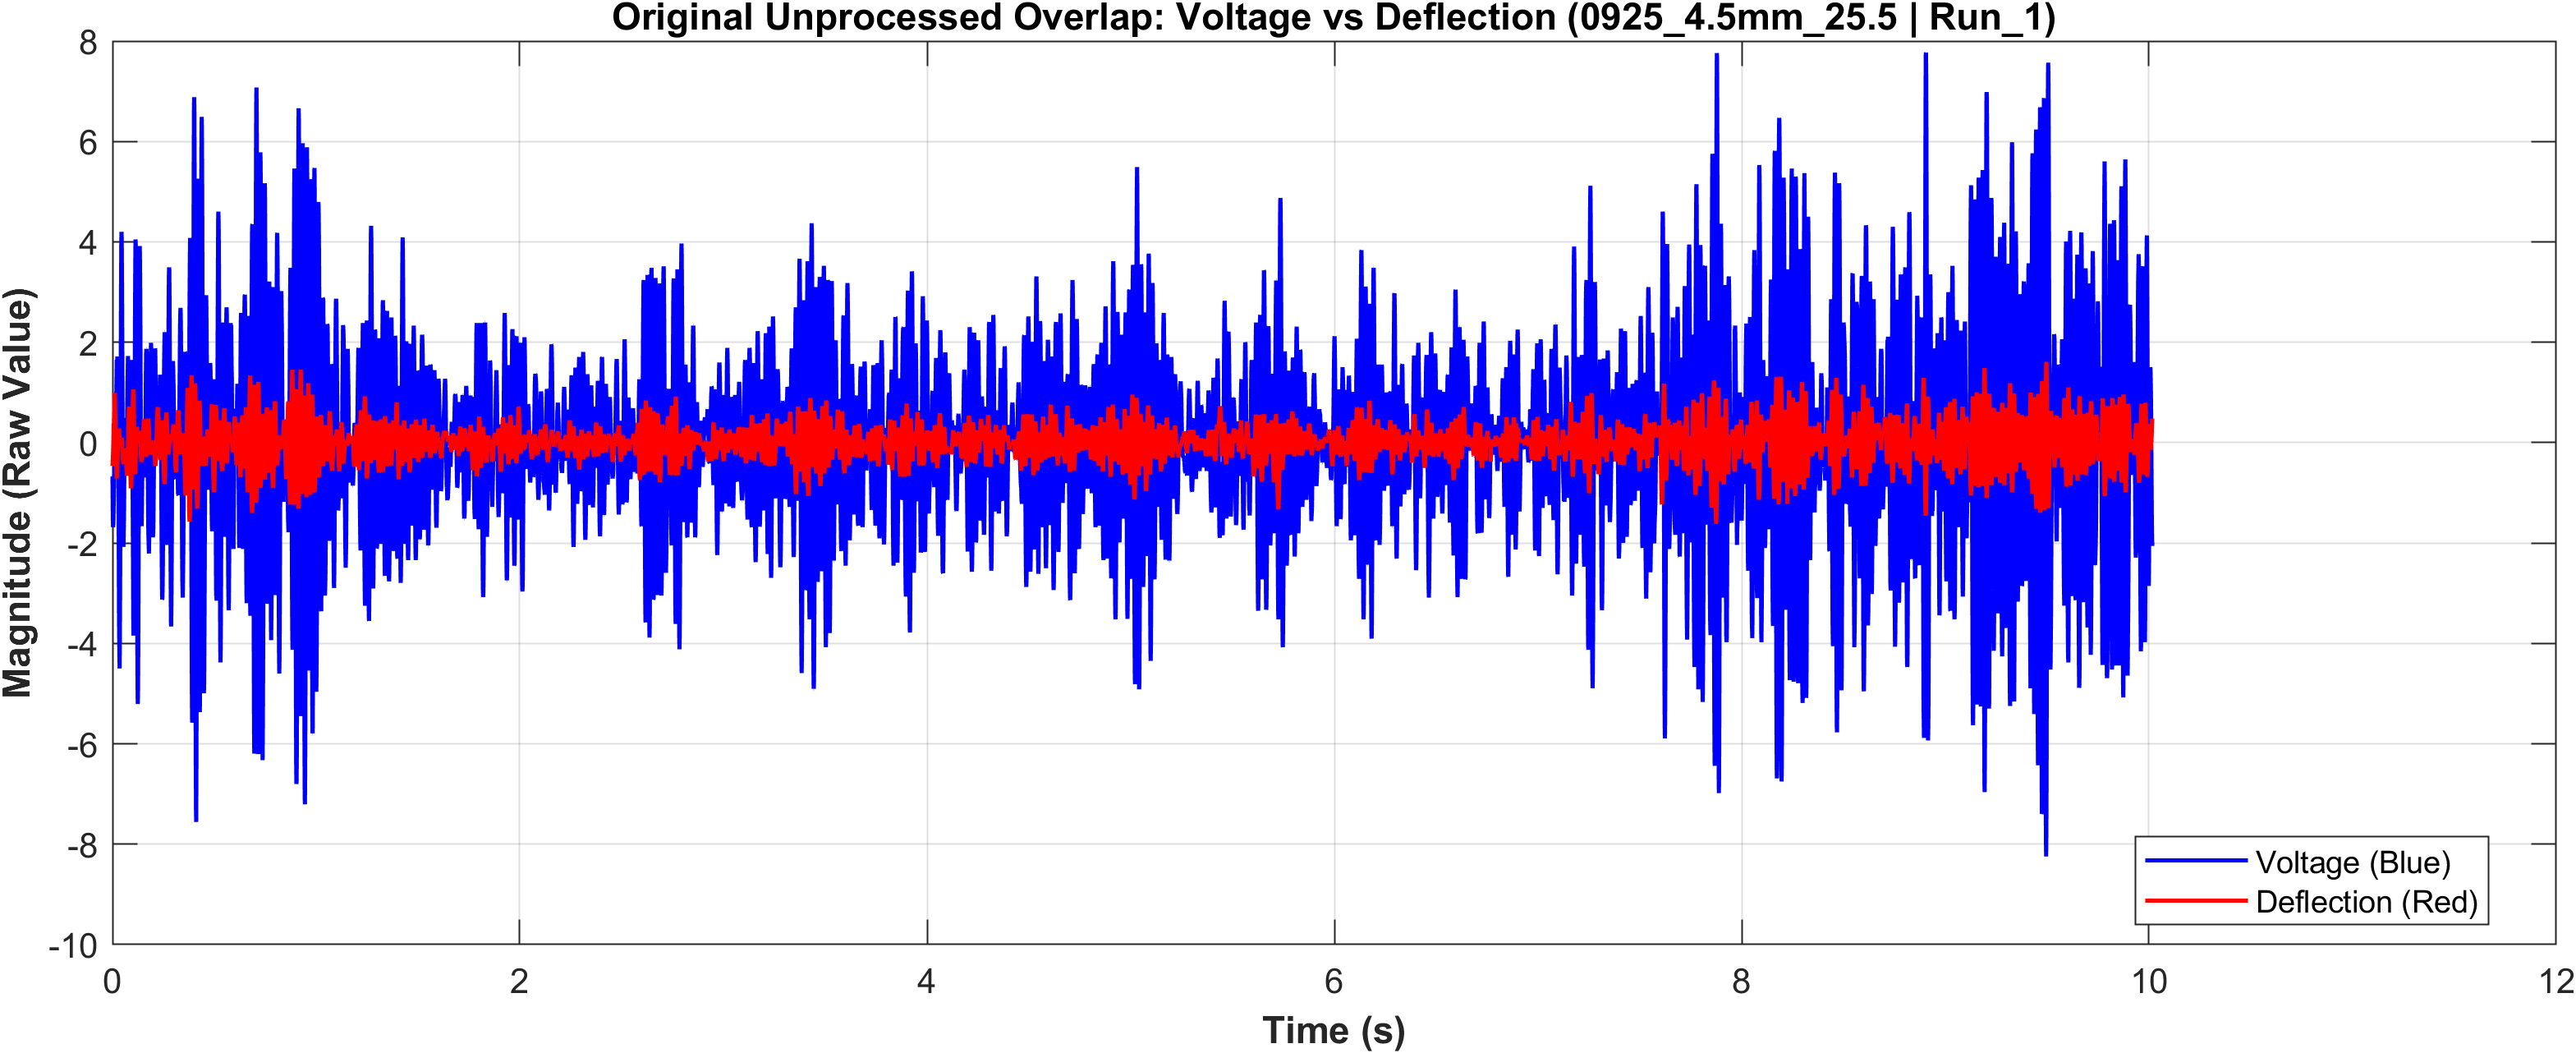 Original Unprocessed Overlap: Voltage vs Deflection (0925_4.5mm_25.5 | Run_1)
Magnitude (Raw Value)
8
6
4
2
0
-2
-4
-6
-8
-10
0 2 4 6 8 10 12
Time (s)
Voltage (Blue)
Deflection (Red)